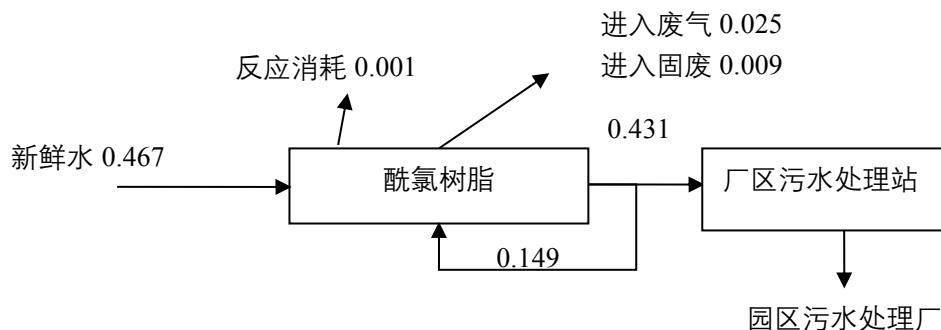 进入废气 0.025
进入固废 0.009
反应消耗 0.001
0.431
新鲜水 0.467
酰氯树脂
厂区污水处理站
0.149
园区污水处理厂